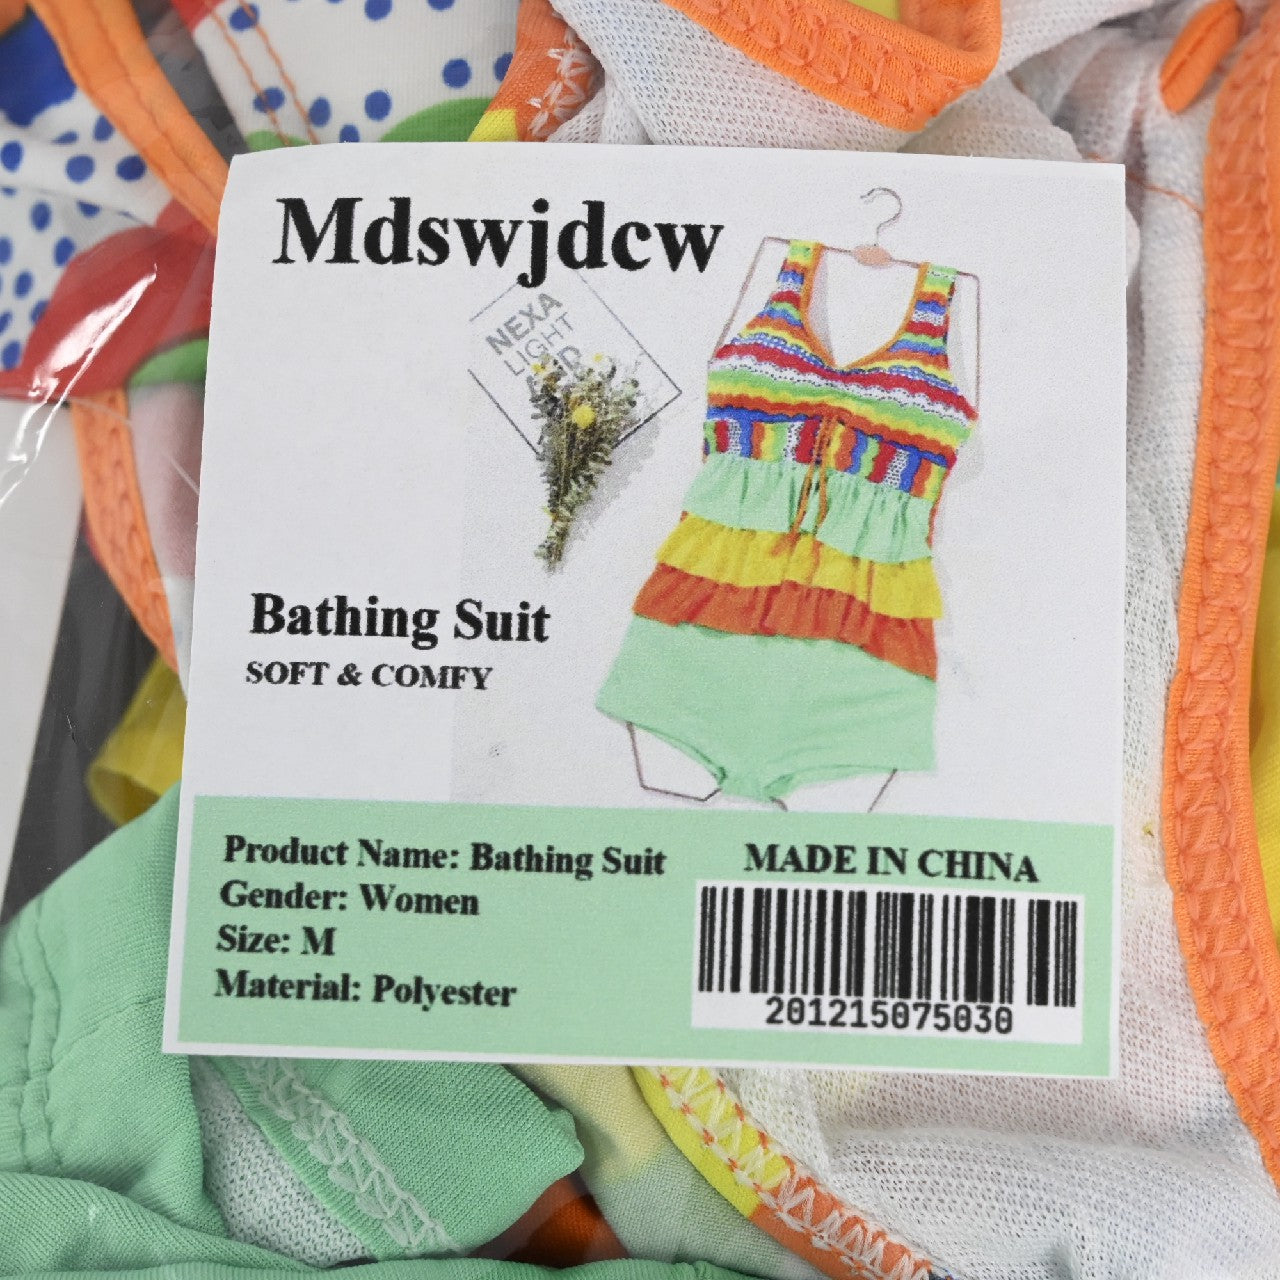 Mdswjdcw
NEXA
LIGHT
Bathing Suit
SOFT & COMFY
Product Name: Bathing Suit
Gender: Women
Size: M
Material: Polyester
MADE IN CHINA
201215075030